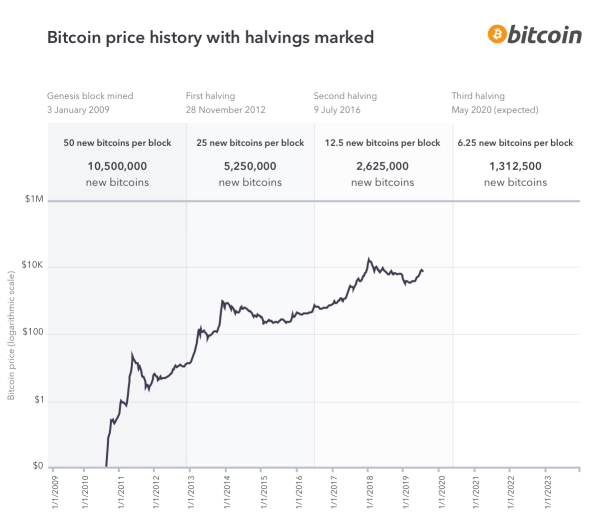 Bitcoin price history with halvings marked
bitcoin
Genesis block mined
3 January 2009
First halving
28 November 2012
Second halving
9 July 2016
Third halving
May 2020 (expected)
50 new bitcoins per block
10,500,000
new bitcoins
25 new bitcoins per block
5,250,000
new bitcoins
12.5 new bitcoins per block
2,625,000
new bitcoins
6.25 new bitcoins per block
1,312,500
new bitcoins
Bitcoin price (logarithmic scale)
$1M
$10K
$100
$1
$0
1/1/2009
1/1/2010
1/1/2011
1/1/2012
1/1/2013
1/1/2014
1/1/2015
1/1/2016
1/1/2017
1/1/2018
1/1/2019
1/1/2020
1/1/2021
1/1/2022
1/1/2023